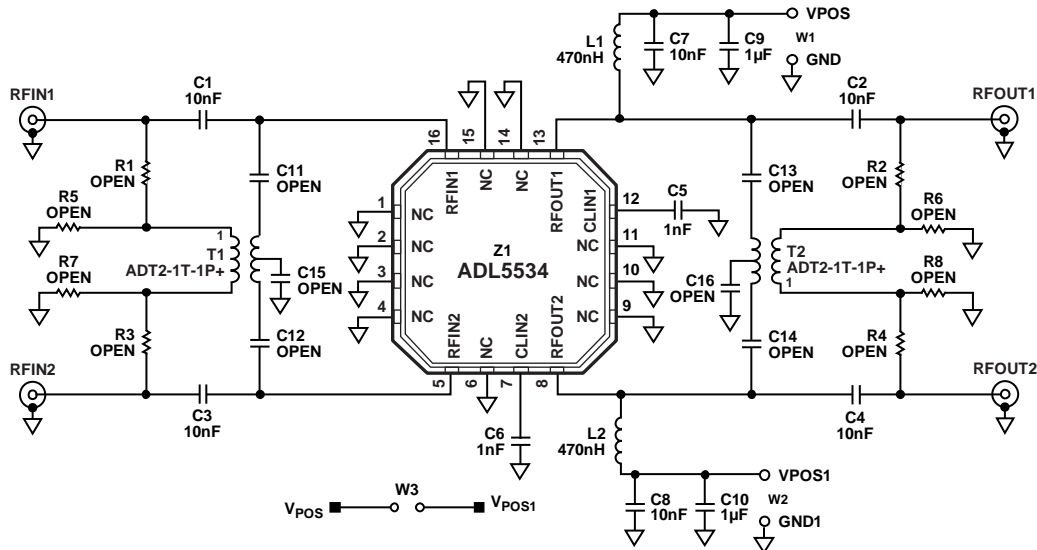 VPOS
W1
GND
L1
470nH
C7
10nF
C9
1µF
RFIN1
C1
10nF
C2
10nF
RFOUT1
16
15
14
13
RFIN1
NC
NC
RFOUT1
CLIN1
12
C5
1nF
R1
OPEN
C11
OPEN
C13
OPEN
R2
OPEN
R5
OPEN
R6
OPEN
1
NC
NC
11
1
T1
ADT2-1T-1P+
2
NC
Z1
ADL5534
NC
10
T2
ADT2-1T-1P+
1
R7
OPEN
C15
OPEN
3
NC
C16
OPEN
R8
OPEN
4
NC
NC
9
R3
OPEN
C12
OPEN
RFIN2
NC
CLIN2
RFOUT2
C14
OPEN
R4
OPEN
RFIN2
5
6
7
8
RFOUT2
C3
10nF
C4
10nF
C6
1nF
L2
470nH
VPOS1
W2
GND1
C8
10nF
C10
1µF
VPOS
W3
VPOS1